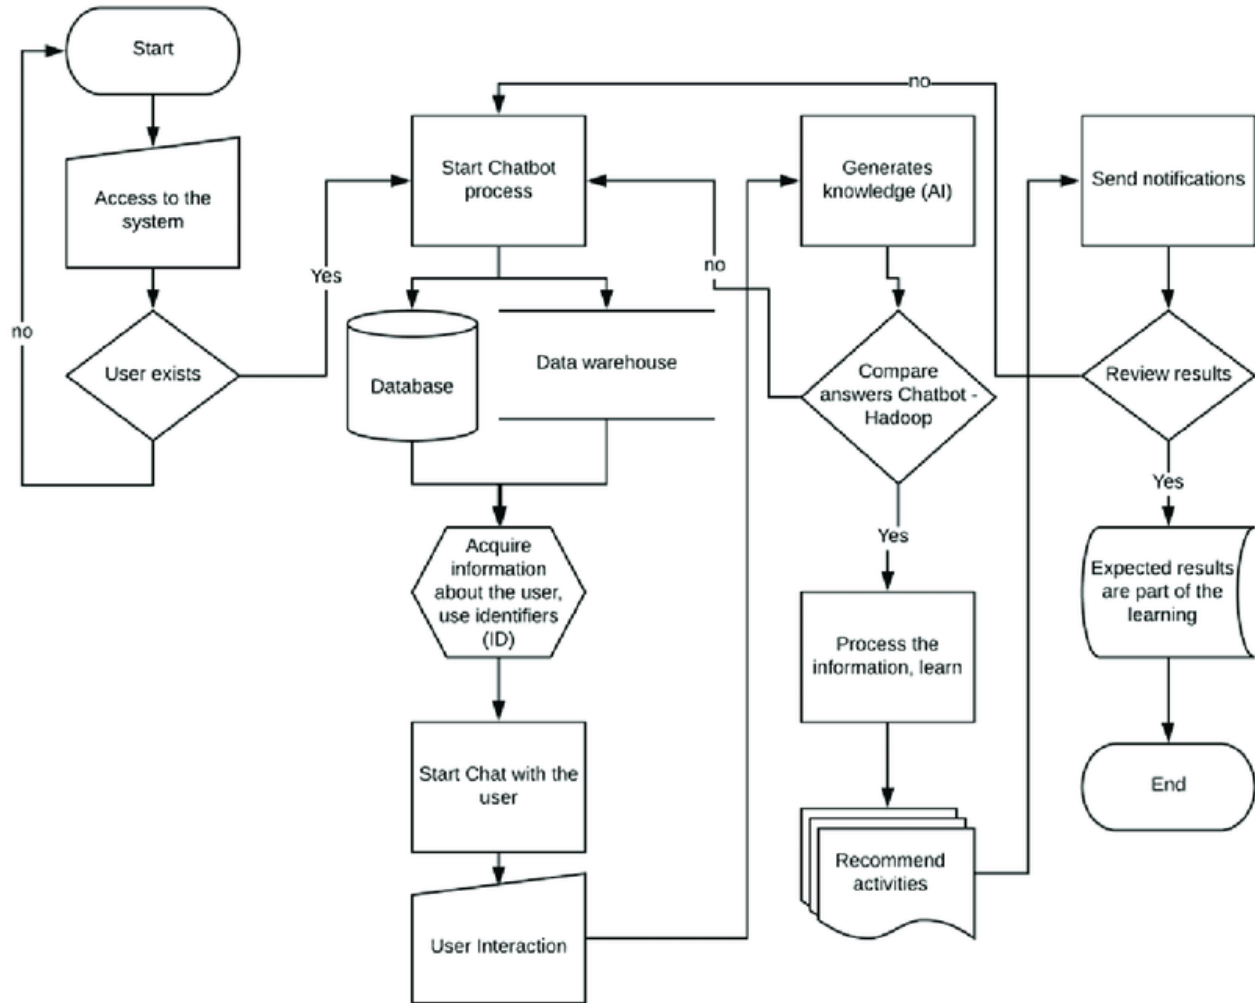 Start
Access to the
system
User exists
no
Yes
Start Chatbot
process
Database
Data warehouse
Acquire
information
about the user,
use identifiers
(ID)
Start Chat with the
user
User Interaction
Generates
knowledge (AI)
no
Compare
answers Chatbot -
Hadoop
Yes
Process the
information, learn
Recommend
activities
no
Send notifications
Review results
Yes
Expected results
are part of the
learning
End